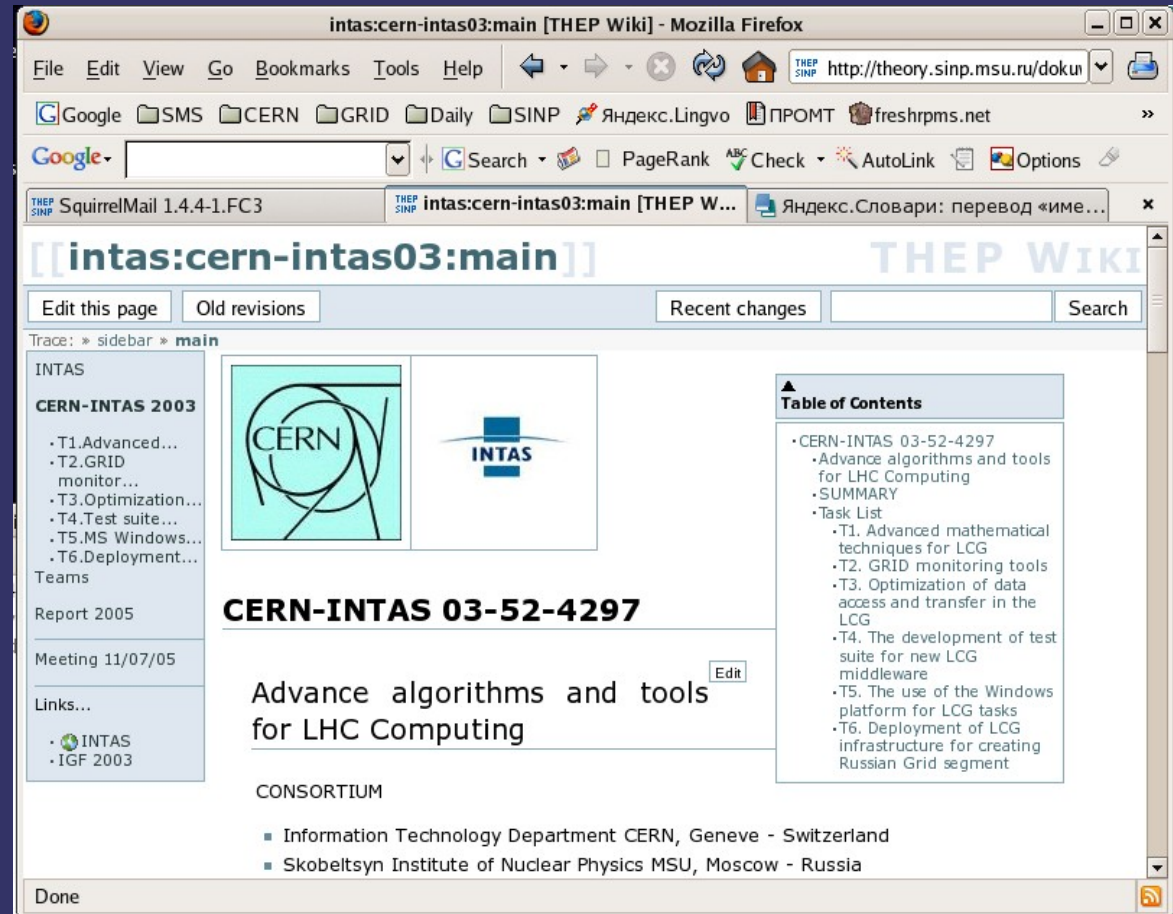 intas:cern-intas03:main [THEP Wiki] - Mozilla Firefox
File Edit View Go Bookmarks Tools Help THEP SINP http://theory.sinp.msu.ru/doku
Google SMS CERN GRID Daily SINP Яндекс.Lingvo ПРОМТ freshrpms.net »
Google Search PageRank ABC Check AutoLink Options
THEP SINP SquirrelMail 1.4.4-1.FC3 THEP SINP intas:cern-intas03:main [THEP W... Яндекс.Словари: перевод «име...
[[intas:cern-intas03:main]] THEP WIKI
Edit this page Old revisions Recent changes Search
Trace: » sidebar » main
INTAS
CERN-INTAS 2003
·T1.Advanced...
·T2.GRID
monitor...
·T3.Optimization...
·T4.Test suite...
·T5.MS Windows...
·T6.Deployment...
Teams
Report 2005
Meeting 11/07/05
Links...
· INTAS
· IGF 2003
CERN
INTAS
CERN-INTAS 03-52-4297
Edit
Advance algorithms and tools
for LHC Computing
CONSORTIUM
Information Technology Department CERN, Geneve - Switzerland
Skobeltsyn Institute of Nuclear Physics MSU, Moscow - Russia
Table of Contents
·CERN-INTAS 03-52-4297
·Advance algorithms and tools
for LHC Computing
·SUMMARY
·Task List
·T1. Advanced mathematical
techniques for LCG
·T2. GRID monitoring tools
·T3. Optimization of data
access and transfer in the
LCG
·T4. The development of test
suite for new LCG
middleware
·T5. The use of the Windows
platform for LCG tasks
·T6. Deployment of LCG
infrastructure for creating
Russian Grid segment
Done